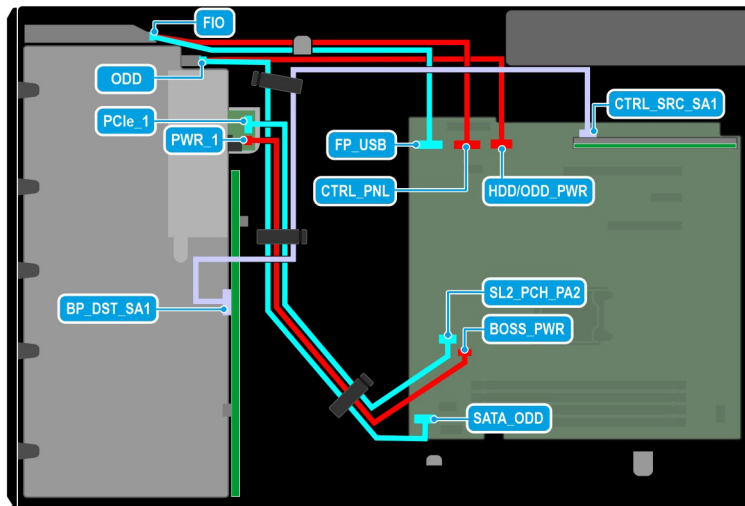 FIO
ODD
PCIe_1
PWR_1
FP_USB
CTRL_PNL
HDD/ODD_PWR
CTRL_SRC_SA1
BP_DST_SA1
SL2_PCH_PA2
BOSS_PWR
SATA_ODD